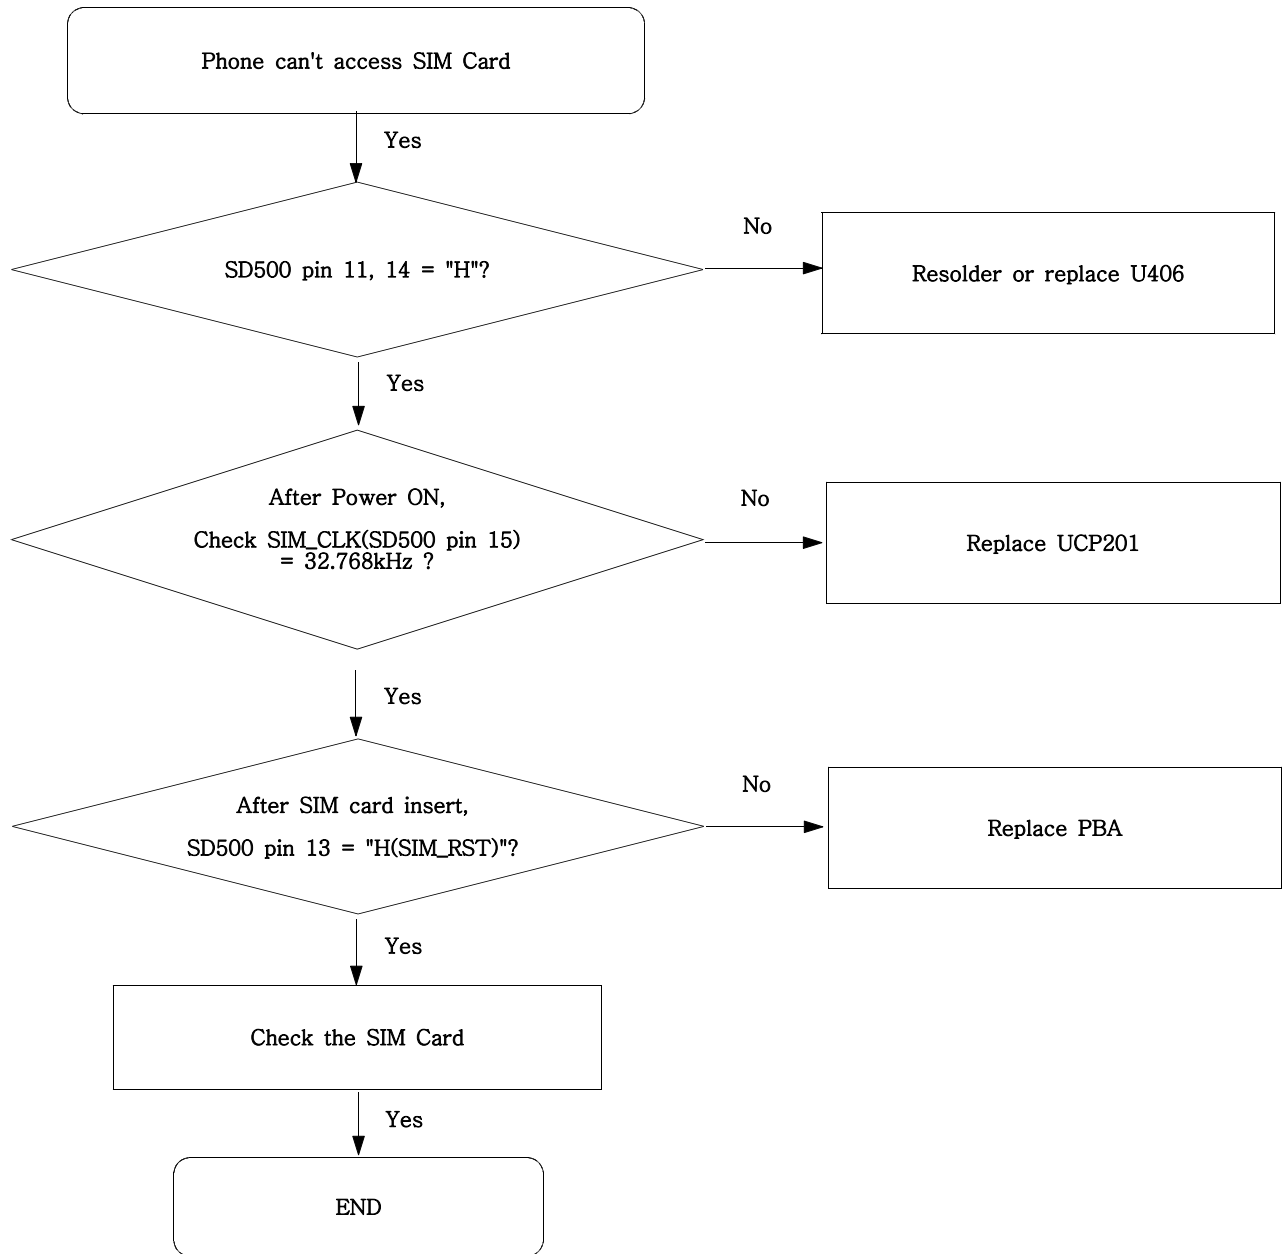 Phone can't access SIM Card
Yes
SD500 pin 11, 14 = "H"?
No
Resolder or replace U406
Yes
After Power ON,
Check SIM_CLK(SD500 pin 15)
= 32.768kHz ?
No
Replace UCP201
Yes
After SIM card insert,
SD500 pin 13 = "H(SIM_RST)"?
No
Replace PBA
Yes
Check the SIM Card
Yes
END